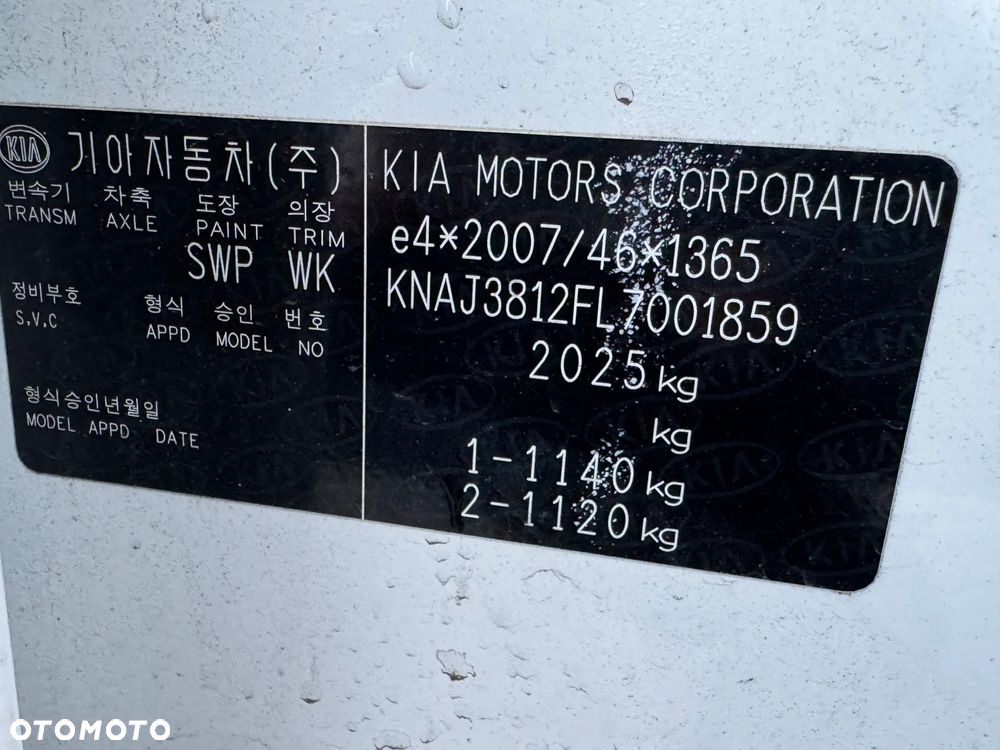 KIA 기아자동차(주)
변속기 차축 도장 의장
TRANSM AXLE PAINT TRIM
SWP WK
정비부호 형식 승인 번호
S.V.C APPD MODEL NO
형식승인년월일
MODEL APPD DATE
KIA MOTORS CORPORATION
e4*2007/46*1365
KNAJ3812FL7001859
2025 kg
kg
1-1140 kg
2-1120 kg
OTOMOTO